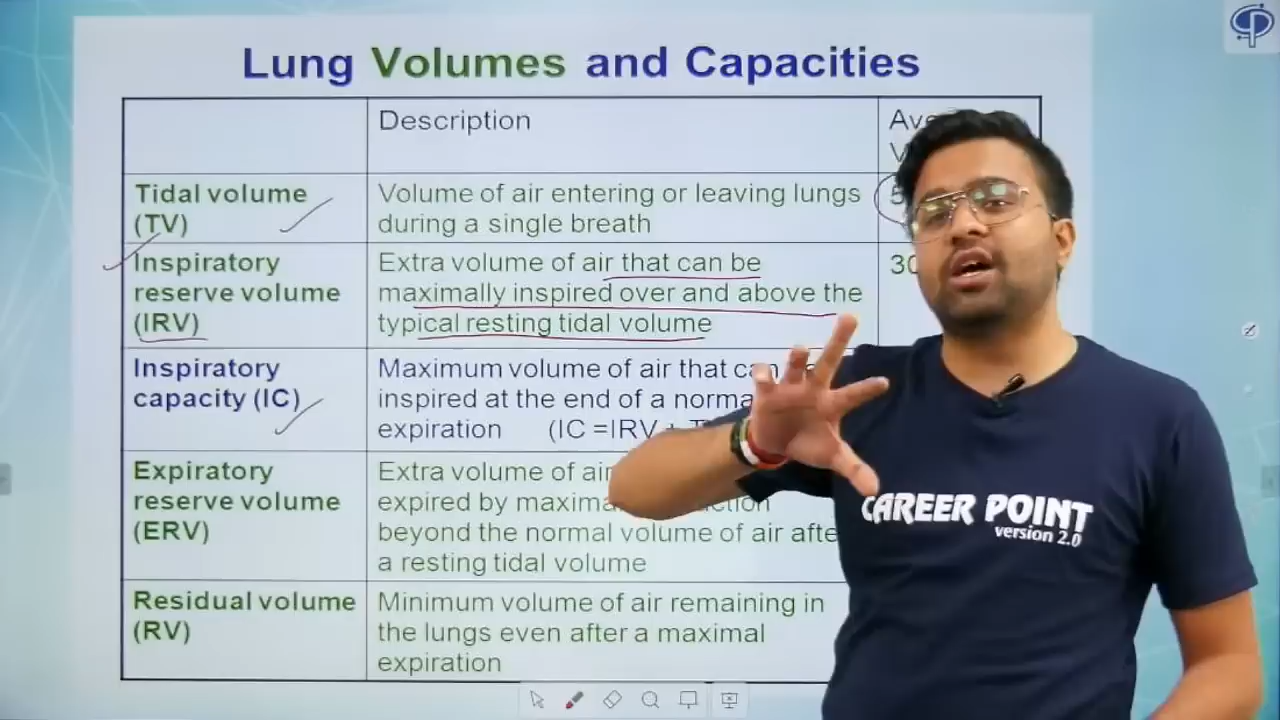 Lung Volumes and Capacities
Description
Tidal volume
(TV)
Volume of air entering or leaving lungs
during a single breath
Inspiratory
reserve volume
(IRV)
Extra volume of air that can be
maximally inspired over and above the
typical resting tidal volume
Inspiratory
capacity (IC)
Maximum volume of air that can
inspired at the end of a
expiration (IC =IRV +
Expiratory
reserve volume
(ERV)
Extra volume of air
expired by
beyond the normal volume of air
a resting tidal volume
Residual volume
(RV)
Minimum volume of air remaining in
the lungs even after a maximal
expiration
CAREER POINT
version 2.0